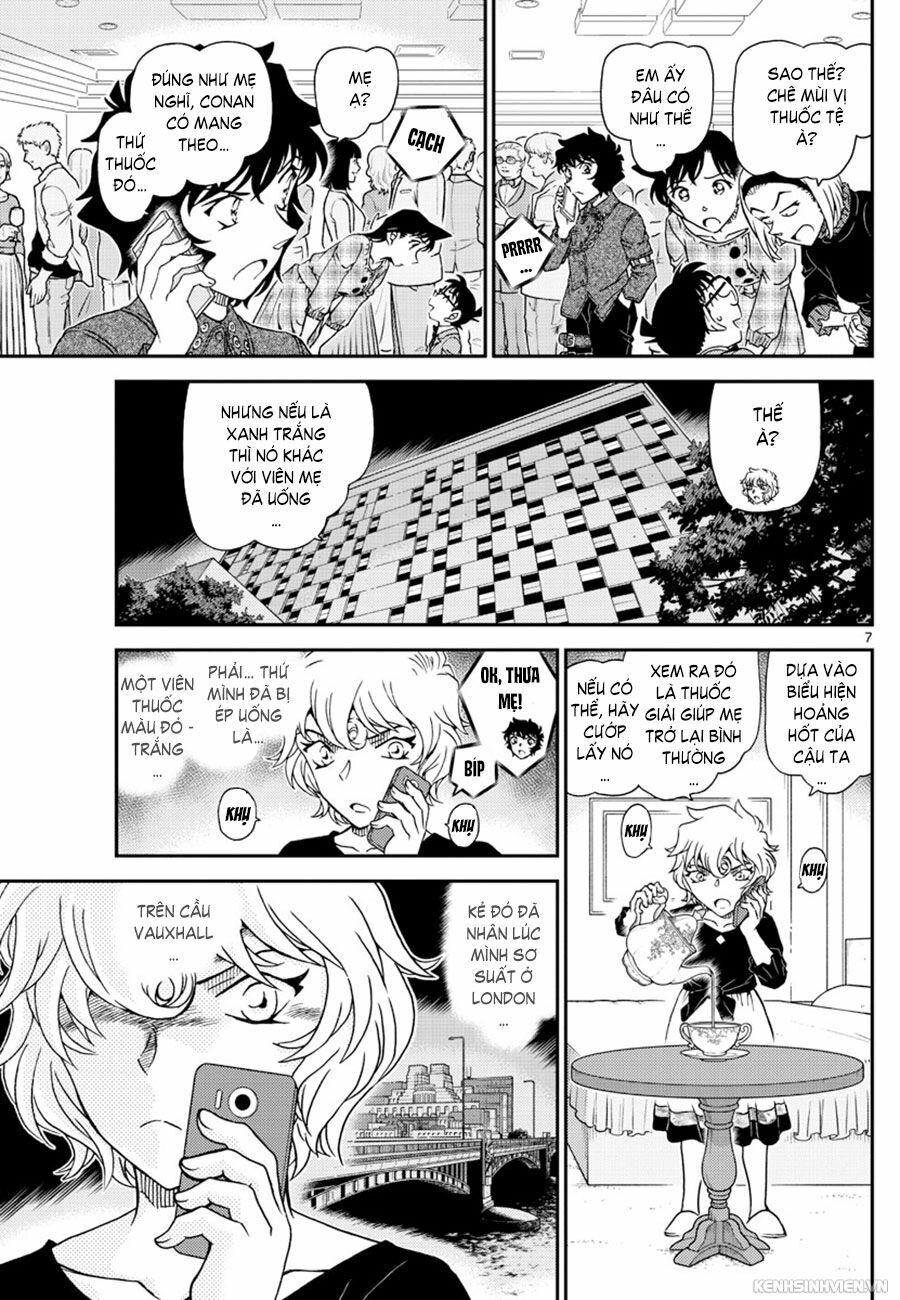 SAO THẾ?
CHÊ MÙI VỊ
THUỐC TỆ
À?
EM ẤY
ĐÂU CÓ
NHƯ THẾ
...
PRRRR
...
CẠCH
MẸ
Ạ?
ĐÚNG NHƯ MẸ
NGHĨ, CONAN
CÓ MANG
THEO...
THỨ
THUỐC
ĐÓ...
THẾ
À?
NHƯNG NẾU LÀ
XANH TRẮNG
THÌ NÓ KHÁC
VỚI VIÊN MẸ
ĐÃ UỐNG
...
7
DỰA VÀO
BIỂU HIỆN
HOẢNG
HỐT CỦA
CẬU TA
...
XEM RA ĐÓ
LÀ THUỐC
GIẢI GIÚP MẸ
TRỞ LẠI BÌNH
THƯỜNG
...
NẾU CÓ
THỂ, HÃY
CƯỚP
LẤY NÓ
...
KHỤ
KHỤ
OK, THƯA
MẸ!
BÍP
PHẢI... THỨ
MÌNH ĐÃ BỊ
ÉP UỐNG
LÀ...
MỘT VIÊN
THUỐC
MÀU ĐỎ -
TRẮNG
...
KHỤ
KHỤ
KẺ ĐÓ ĐÃ
NHÂN LÚC
MÌNH SƠ
SUẤT Ở
LONDON
...
TRÊN CẦU
VAUXHALL
...
KENHSINHVIEN.VN